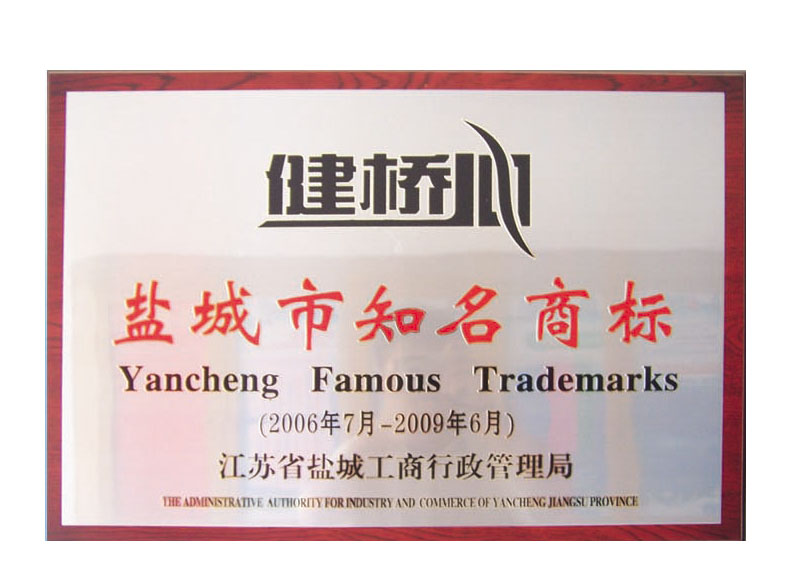 健桥
盐城市知名商标
Yancheng Famous Trademarks
(2006年7月-2009年6月)
江苏省盐城工商行政管理局
THE ADMINISTRATIVE AUTHORITY FOR INDUSTRY AND COMMERCE OF YANCHENG JIANGSU PROVINCE